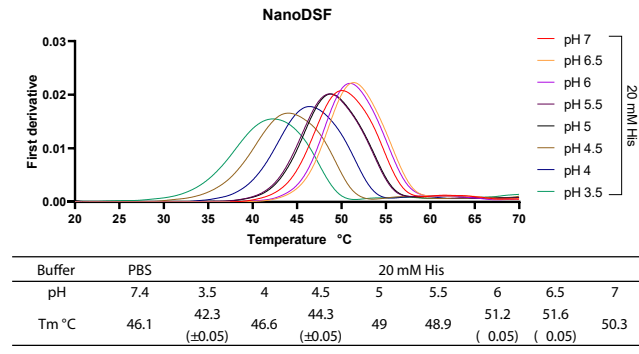 NanoDSF
0.03
0.02
0.01
0.00
First derivative
20 25 30 35 40 45 50 55 60 65 70
Temperature °C
pH 7
pH 6.5
pH 6
pH 5.5
pH 5
pH 4.5
pH 4
pH 3.5
20 mM His
Buffer PBS 20 mM His
pH 7.4 3.5 4 4.5 5 5.5 6 6.5 7
Tm °C 46.1 42.3 46.6 44.3 49 48.9 51.2 51.6 50.3
(±0.05) (±0.05) ( 0.05) ( 0.05)